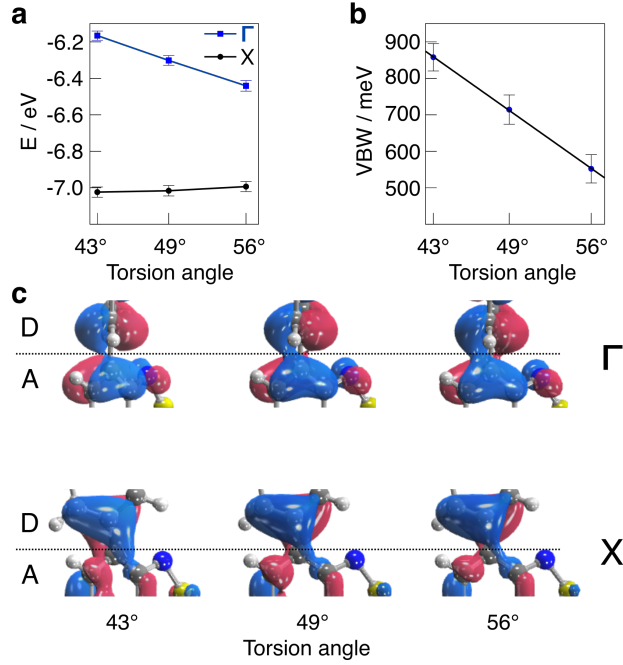 a
b
-6.2
-6.4
-6.6
-6.8
-7.0
E / eV
Γ
X
43°
49°
56°
Torsion angle
900
800
700
600
500
VBW / meV
43°
49°
56°
Torsion angle
c
D
A
Γ
D
A
X
43°
49°
56°
Torsion angle